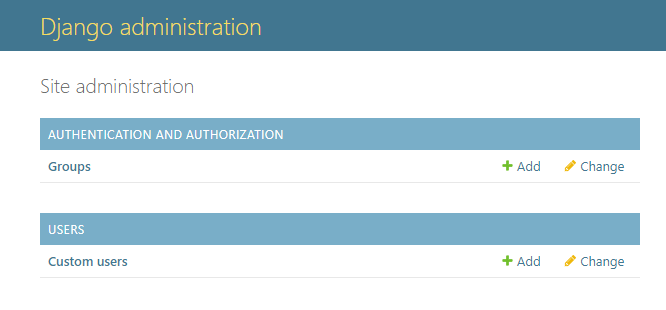 Django administration
Site administration
AUTHENTICATION AND AUTHORIZATION
Groups Add Change
USERS
Custom users Add Change